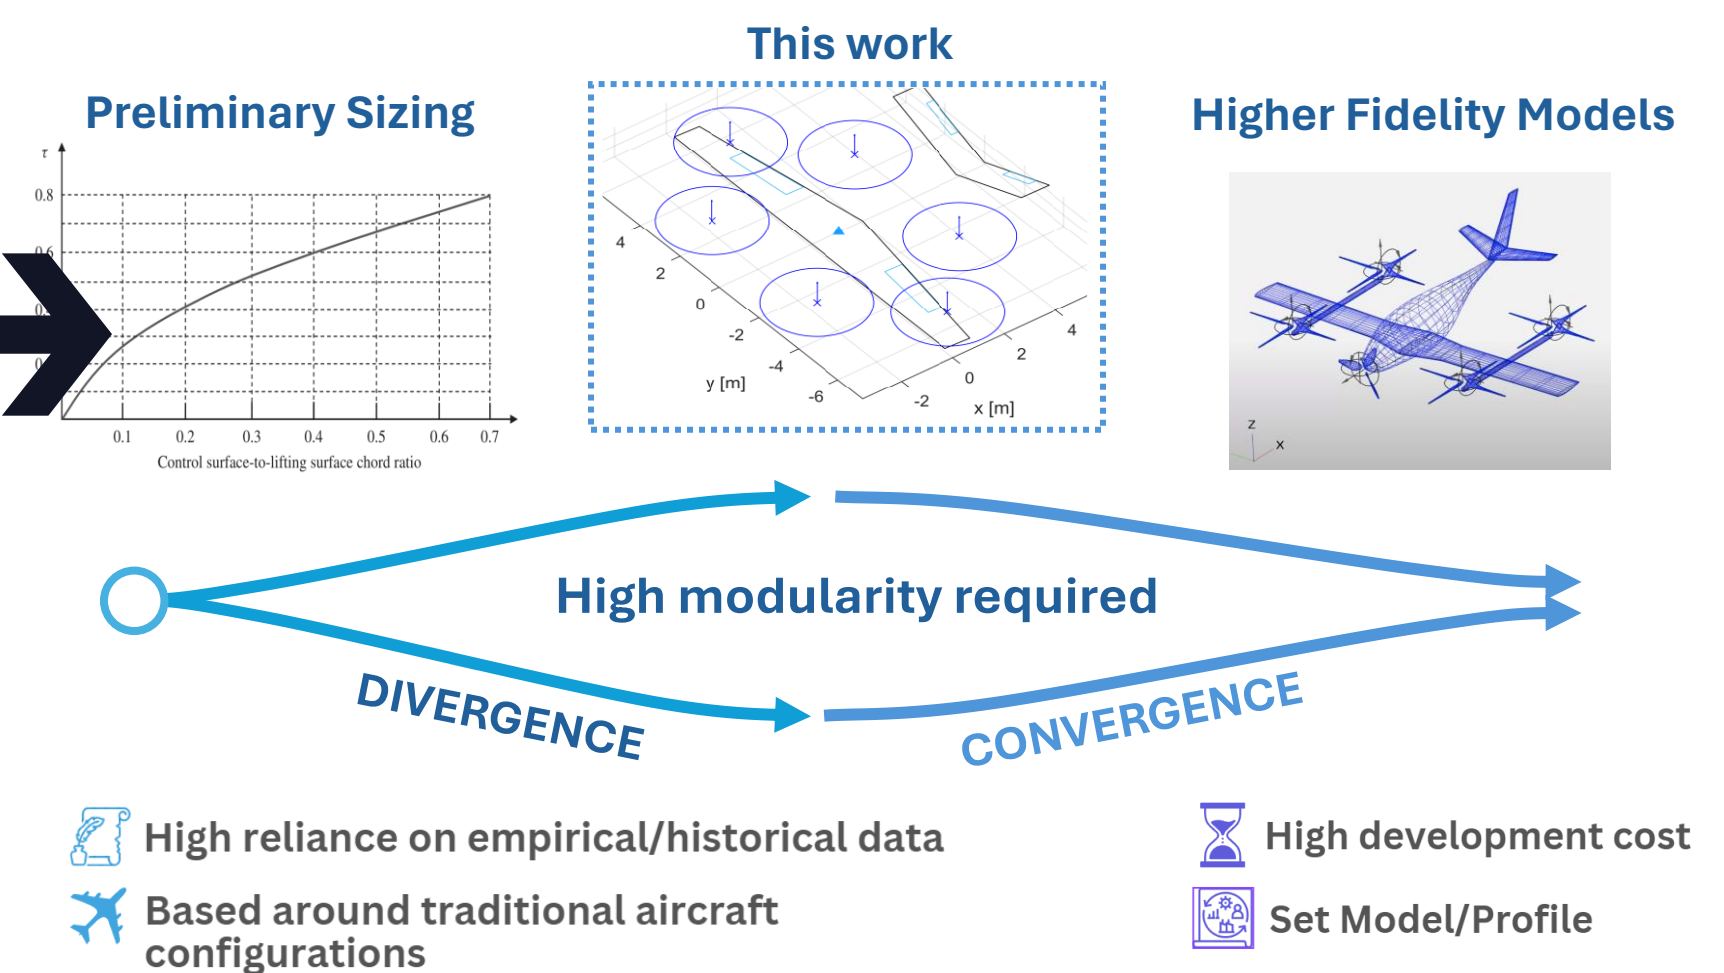 This work
Preliminary Sizing
Higher Fidelity Models
τ
0.8
0.1 0.2 0.3 0.4 0.5 0.6 0.7
Control surface-to-lifting surface chord ratio
4
2
0
-2
-4
-6
y [m]
-2
0
2
4
x [m]
z
x
High modularity required
DIVERGENCE
CONVERGENCE
High reliance on empirical/historical data
Based around traditional aircraft
configurations
High development cost
Set Model/Profile